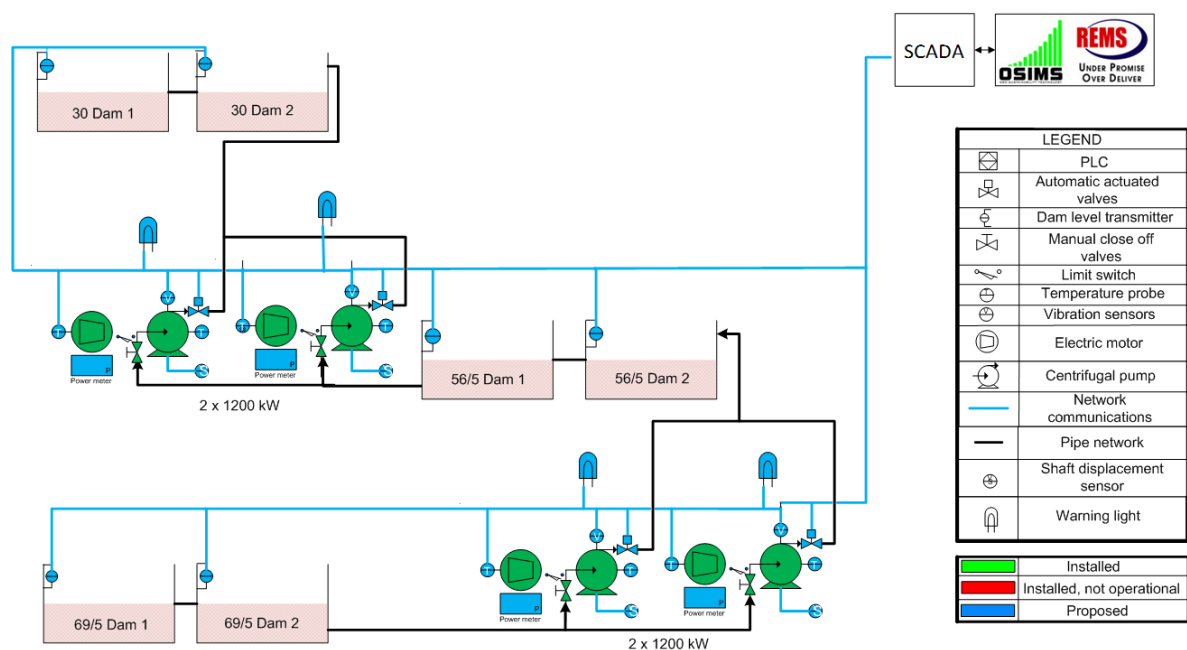 SCADA
OSIMS
REMS
UNDER PROMISE
OVER DELIVER
30 Dam 1
30 Dam 2
LEGEND
PLC
Automatic actuated
valves
Dam level transmitter
Manual close off
valves
Limit switch
Temperature probe
Vibration sensors
Electric motor
Centrifugal pump
Network
communications
Pipe network
Shaft displacement
sensor
Warning light
Installed
Installed, not operational
Proposed
V
V
T
T
T
P
P
Power meter
Power meter
S
S
2 x 1200 kW
56/5 Dam 1
56/5 Dam 2
V
V
T
T
T
T
P
P
Power meter
Power meter
S
S
69/5 Dam 1
69/5 Dam 2
2 x 1200 kW